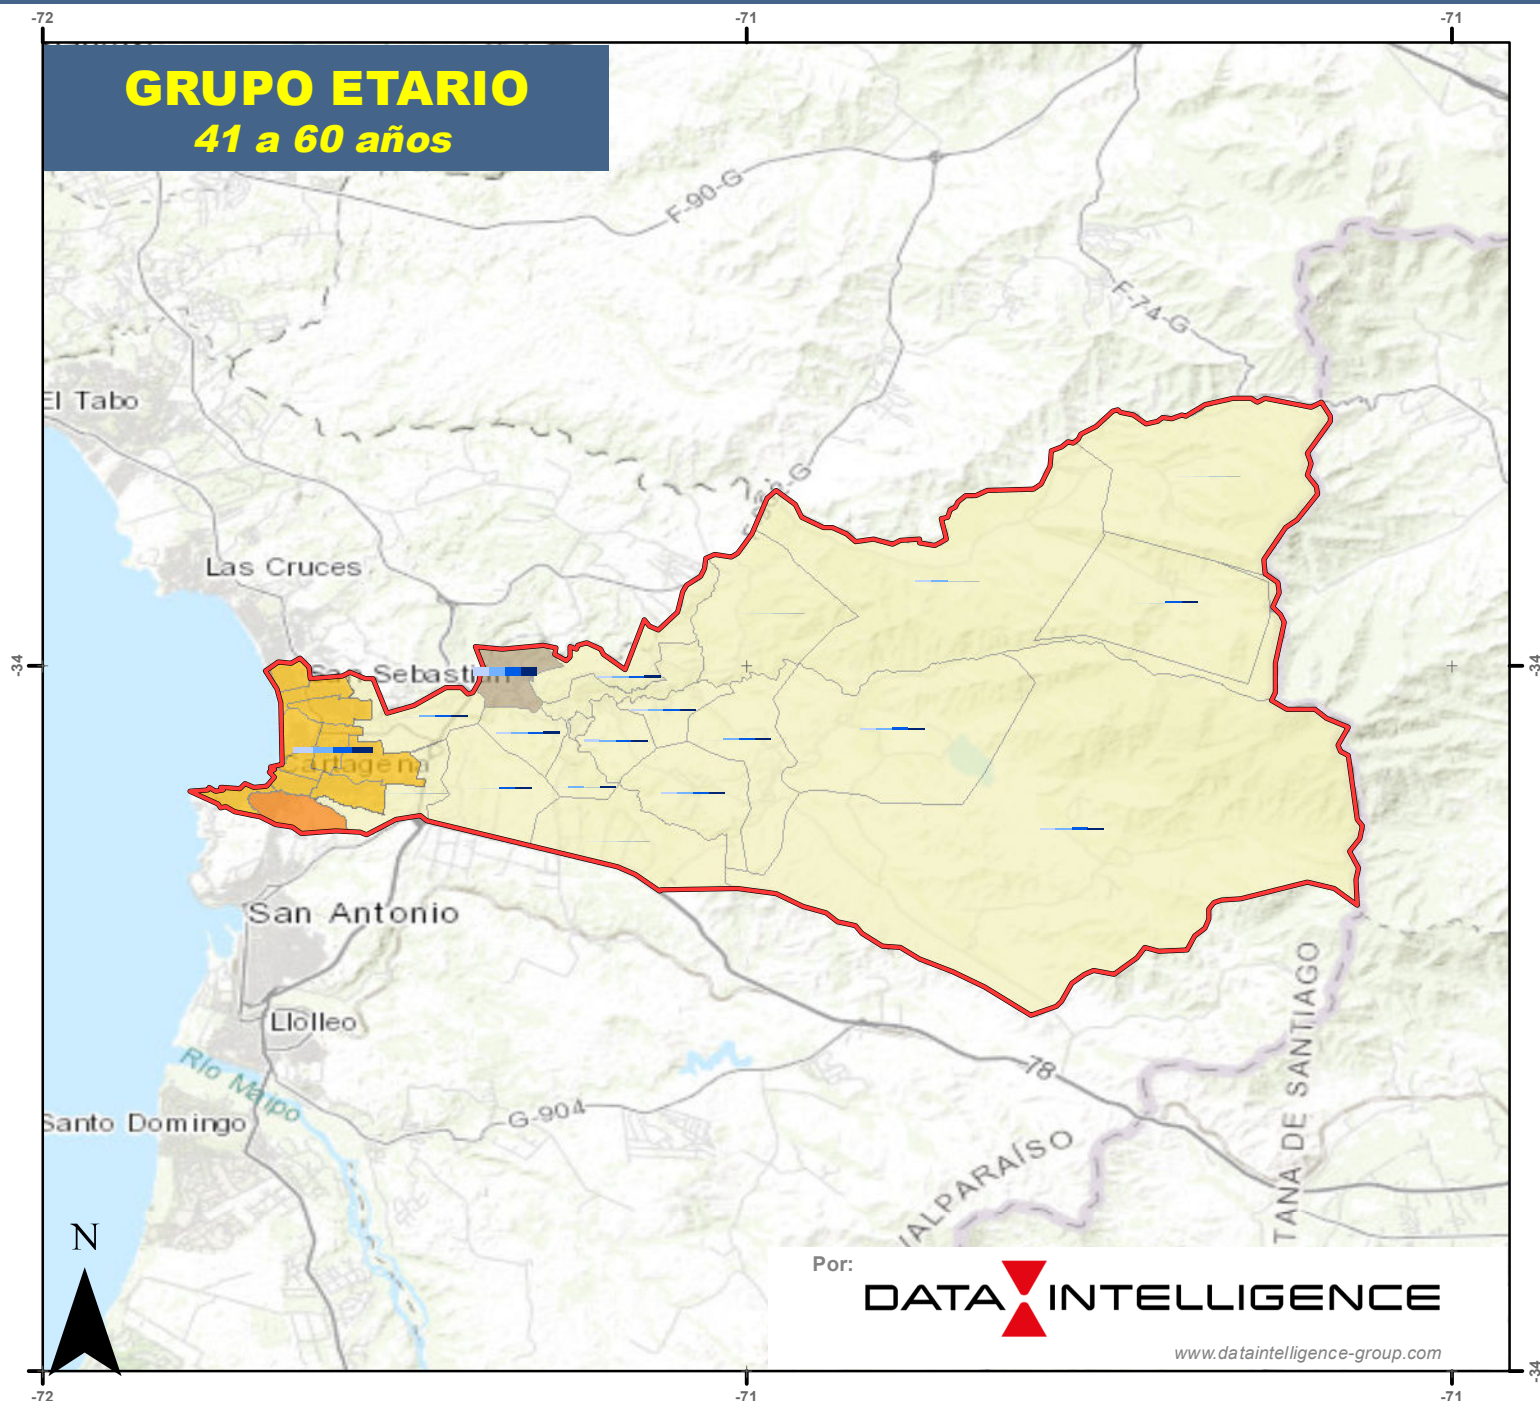 -72
-71
-71
GRUPO ETARIO
41 a 60 años
F-90-G
F-74-G
El Tabo
Las Cruces
-34
-34
San Sebastián
Cartagena
San Antonio
Llolleo
Río Maipo
78
G-904
Santo Domingo
TANA DE SANTIAGO
VALPARAÍSO
N
Por:
DATA INTELLIGENCE
www.dataintelligence-group.com
-34
-72
-71
-71